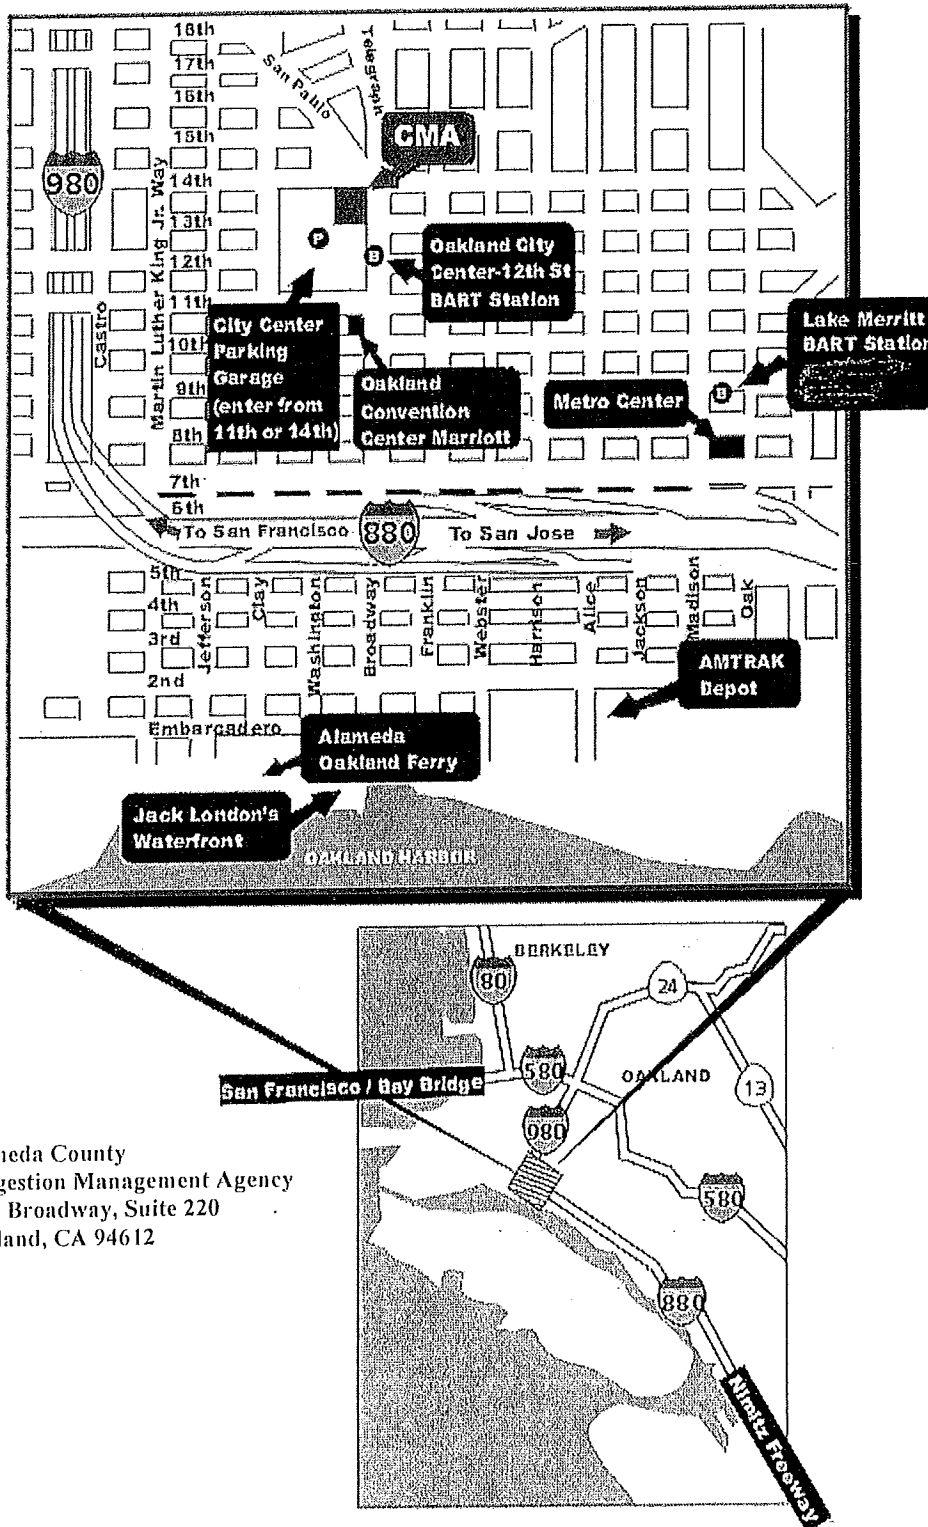 18th
17th
16th
15th
14th
13th
12th
11th
10th
9th
8th
7th
6th
5th
4th
3rd
2nd
Embarcadero
San Pablo
Telegraph
CMA
980
Martin Luther King Jr. Way
Castro
P
B
Oakland City
Center-12th St
BART Station
City Center
Parking
Garage
(enter from
11th or 14th)
Oakland
Convention
Center Marriott
Metro Center
B
Lake Merritt
BART Station
To San Francisco
880
To San Jose
Jefferson
Clay
Washington
Broadway
Franklin
Webster
Harrison
Alice
Jackson
Madison
Oak
AMTRAK
Depot
Alameda
Oakland Ferry
Jack London's
Waterfront
OAKLAND HARBOR
BERKELEY
80
24
580
OAKLAND
San Francisco / Bay Bridge
13
980
580
880
Nimitz Freeway
neda County
gestion Management Agency
Broadway, Suite 220
land, CA 94612